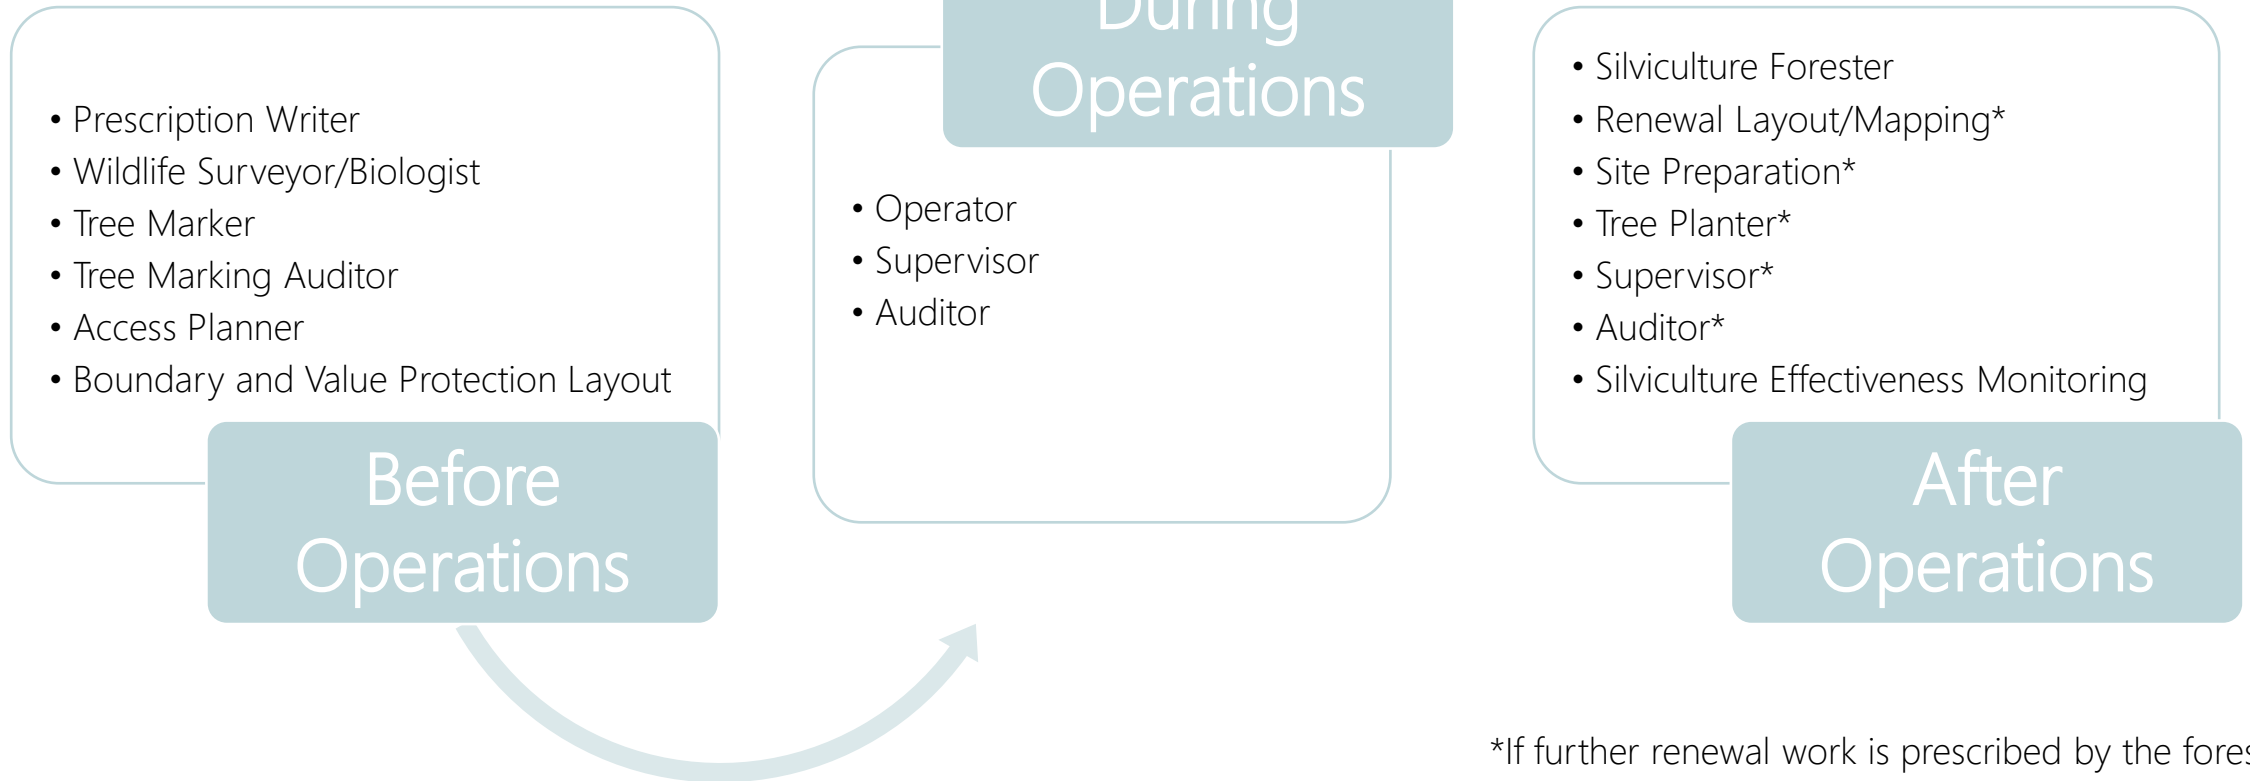 • Prescription Writer
• Wildlife Surveyor/Biologist
• Tree Marker
• Tree Marking Auditor
• Access Planner
• Boundary and Value Protection Layout
Before
Operations
During
Operations
• Operator
• Supervisor
• Auditor
• Silviculture Forester
• Renewal Layout/Mapping*
• Site Preparation*
• Tree Planter*
• Supervisor*
• Auditor*
• Silviculture Effectiveness Monitoring
After
Operations
*If further renewal work is prescribed by the